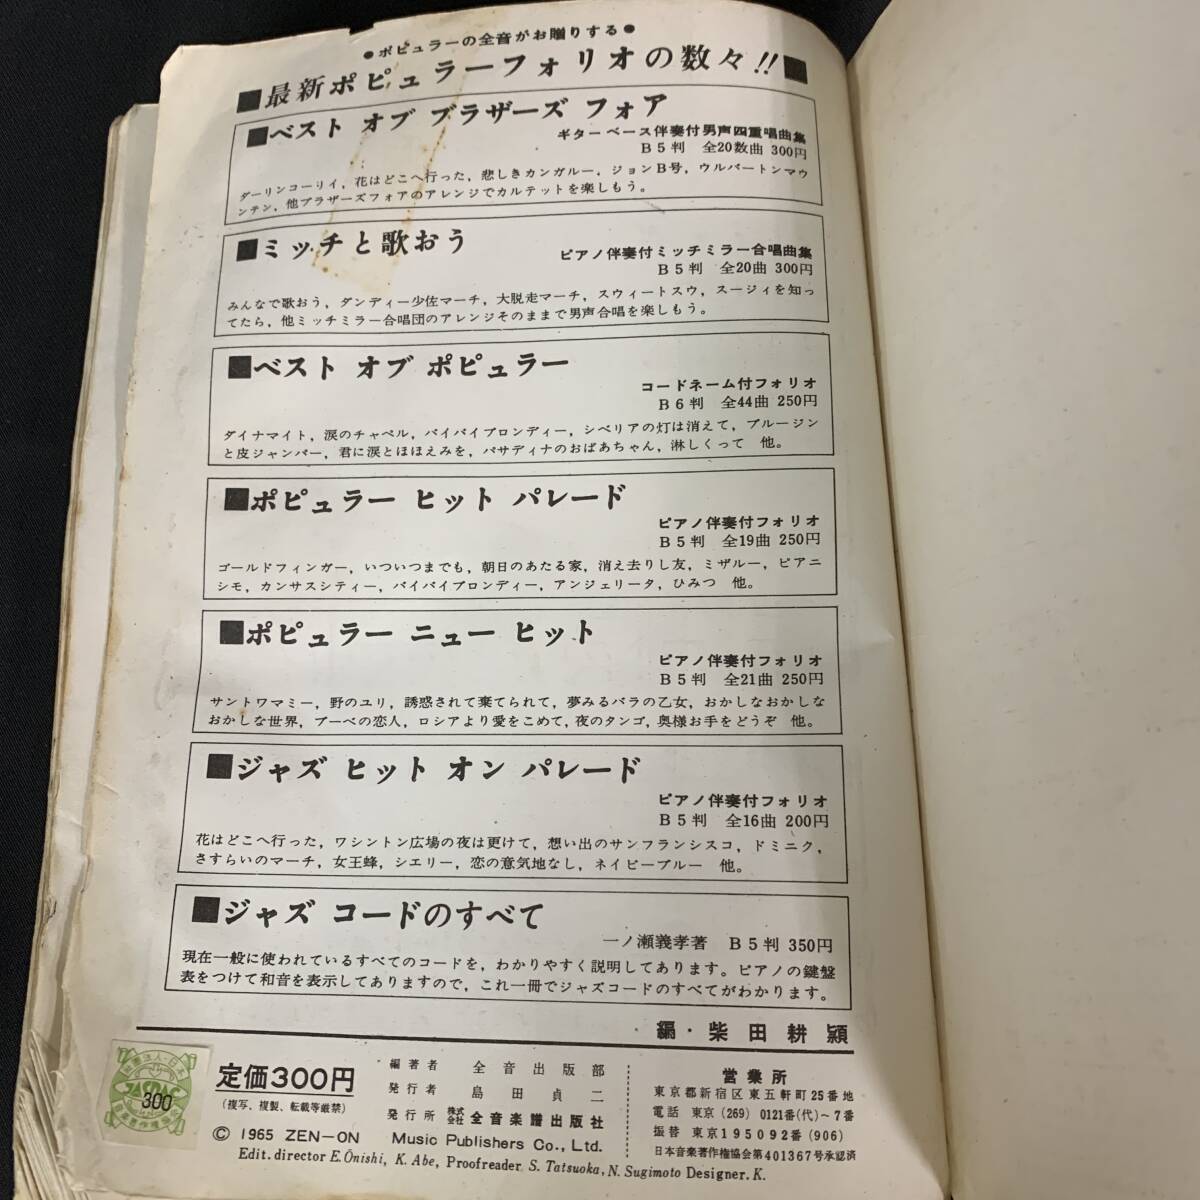 ●ポピュラーの全音がお贈りする●
■最新ポピュラーフォリオの数々!!■
■ベスト オブ ブラザーズ フォア
ギターベース伴奏付男声四重唱曲集
B5判 全20数曲 300円
ダーリンコーリイ，花はどこへ行った，悲しきカンガルー，ジョンB号，ウルバートンマウ
ンテン，他ブラザーズフォアのアレンジでカルテットを楽しもう。
■ミッチと歌おう
ピアノ伴奏付ミッチミラー合唱曲集
B5判 全20曲 300円
みんなで歌おう，ダンディー少佐マーチ，大脱走マーチ，スウィートスウ，スージィを知っ
てたら，他ミッチミラー合唱団のアレンジそのままで男声合唱を楽しもう。
■ベスト オブ ポピュラー
コードネーム付フォリオ
B6判 全44曲 250円
ダイナマイト，涙のチャペル，バイバイブロンディー，シベリアの灯は消えて，ブルージン
と皮ジャンバー，君に涙とほほえみを，パサディナのおばあちゃん，淋しくって 他。
■ポピュラー ヒット パレード
ピアノ伴奏付フォリオ
B5判 全19曲 250円
ゴールドフィンガー，いついつまでも，朝日のあたる家，消え去りし友，ミザルー，ピアニ
シモ，カンサスシティー，バイバイブロンディー，アンジェリータ，ひみつ 他。
■ポピュラー ニュー ヒット
ピアノ伴奏付フォリオ
B5判 全21曲 250円
サントワマミー，野のユリ，誘惑されて棄てられて，夢みるバラの乙女，おかしなおかしな
おかしな世界，ブーベの恋人，ロシアより愛をこめて，夜のタンゴ，奥様お手をどうぞ 他。
■ジャズ ヒット オン パレード
ピアノ伴奏付フォリオ
B5判 全16曲 200円
花はどこへ行った，ワシントン広場の夜は更けて，想い出のサンフランシスコ，ドミニク，
さすらいのマーチ，女王蜂，シエリー，恋の意気地なし，ネイビーブルー 他。
■ジャズ コードのすべて
一ノ瀬義孝著 B5判 350円
現在一般に使われているすべてのコードを，わかりやすく説明してあります。ピアノの鍵盤
表をつけて和音を表示してありますので，これ一冊でジャズコードのすべてがわかります。
編・柴田耕頴
JASRAC
300
定価300円
（複写、複製、転載等厳禁）
編著者 全音出版部
発行者 島田貞二
発行所 株式会社 全音楽譜出版社
© 1965 ZEN-ON Music Publishers Co., Ltd.
Edit. director E.Ōnishi, K. Abe, Proofreader S. Tatsuoka, N. Sugimoto Designer. K.
営業所
東京都新宿区東五軒町25番地
電話 東京（269）0121番(代)〜7番
振替 東京195092番（906）
日本音楽著作権協会第401367号承認済